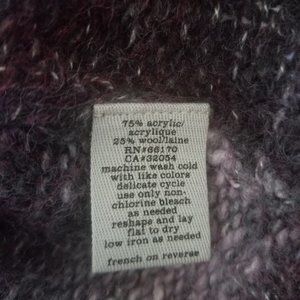 75% acrylic/
acrylique
25% wool/laine
RN#66170
CA#32054
machine wash cold
with like colors
delicate cycle
use only non-
chlorine bleach
as needed
reshape and lay
flat to dry
low iron as needed
french on reverse